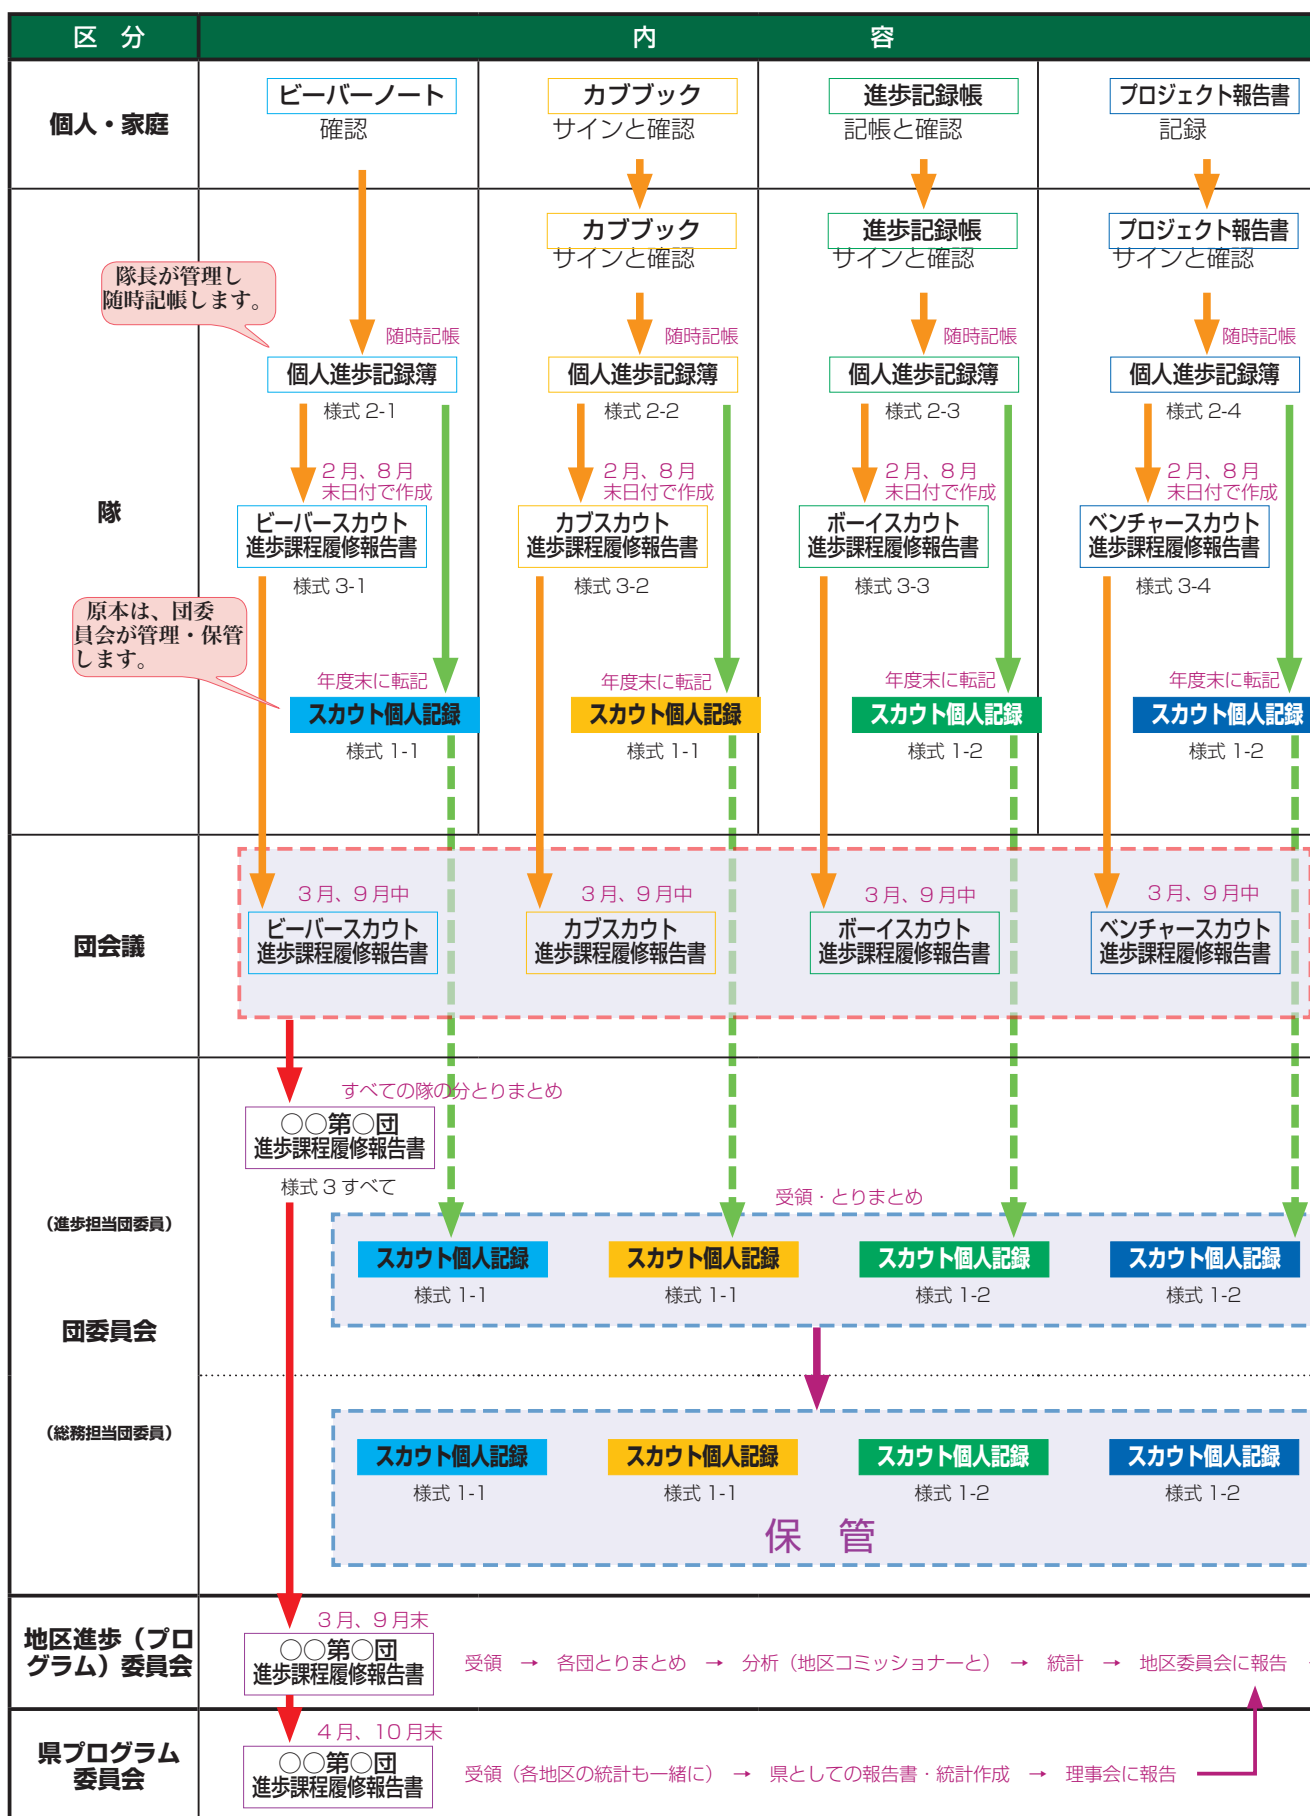 区 分
内 容
個人・家庭
ビーバーノート
確認
カブブック
サインと確認
進歩記録帳
記帳と確認
プロジェクト報告書
記録
隊
カブブック
サインと確認
進歩記録帳
サインと確認
プロジェクト報告書
サインと確認
隊長が管理し
随時記帳します。
随時記帳
随時記帳
随時記帳
随時記帳
個人進歩記録簿
個人進歩記録簿
個人進歩記録簿
個人進歩記録簿
様式 2-1
様式 2-2
様式 2-3
様式 2-4
2月、8月
末日付で作成
2月、8月
末日付で作成
2月、8月
末日付で作成
2月、8月
末日付で作成
ビーバースカウト
進歩課程履修報告書
カブスカウト
進歩課程履修報告書
ボーイスカウト
進歩課程履修報告書
ベンチャースカウト
進歩課程履修報告書
様式 3-1
様式 3-2
様式 3-3
様式 3-4
原本は、団委
員会が管理・保管
します。
年度末に転記
年度末に転記
年度末に転記
年度末に転記
スカウト個人記録
スカウト個人記録
スカウト個人記録
スカウト個人記録
様式 1-1
様式 1-1
様式 1-2
様式 1-2
団会議
3月、9月中
3月、9月中
3月、9月中
3月、9月中
ビーバースカウト
進歩課程履修報告書
カブスカウト
進歩課程履修報告書
ボーイスカウト
進歩課程履修報告書
ベンチャースカウト
進歩課程履修報告書
すべての隊の分とりまとめ
○○第○団
進歩課程履修報告書
様式 3 すべて
(進歩担当団委員)
受領・とりまとめ
スカウト個人記録
スカウト個人記録
スカウト個人記録
スカウト個人記録
様式 1-1
様式 1-1
様式 1-2
様式 1-2
団委員会
(総務担当団委員)
スカウト個人記録
スカウト個人記録
スカウト個人記録
スカウト個人記録
様式 1-1
様式 1-1
様式 1-2
様式 1-2
保 管
地区進歩(プロ
グラム)委員会
3月、9月末
○○第○団
進歩課程履修報告書
受領 → 各団とりまとめ → 分析(地区コミッショナーと) → 統計 → 地区委員会に報告
県プログラム
委員会
4月、10月末
○○第○団
進歩課程履修報告書
受領(各地区の統計も一緒に) → 県としての報告書・統計作成 → 理事会に報告